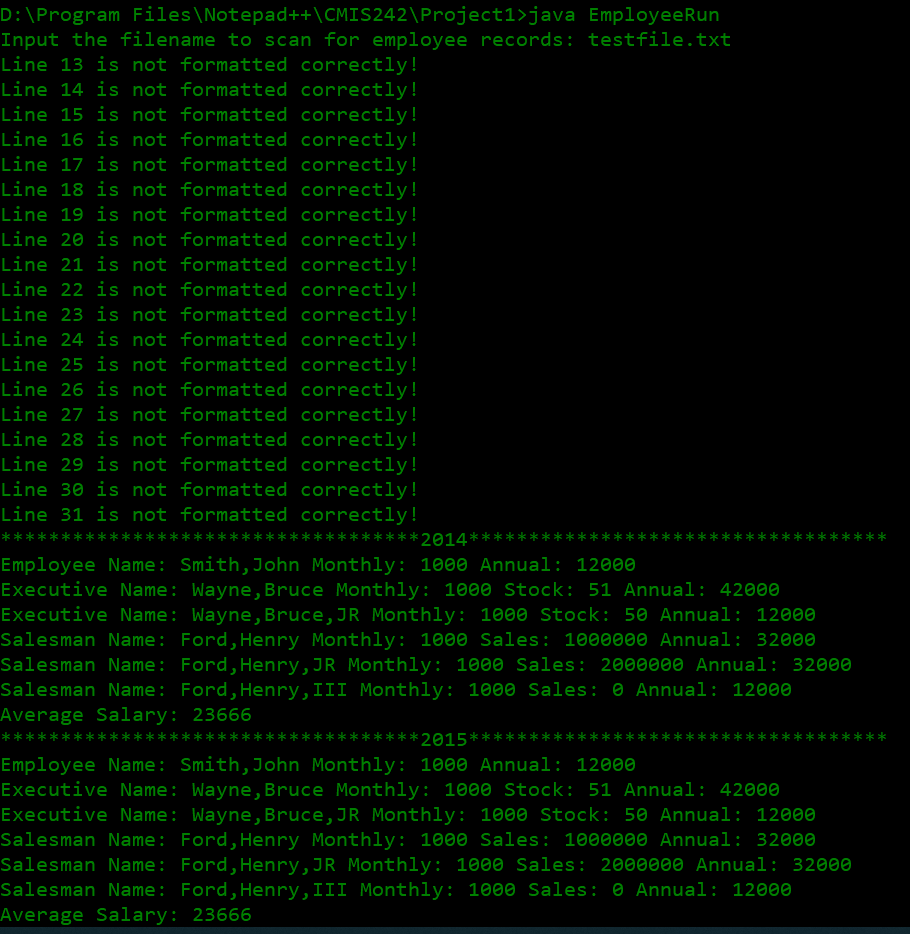 D:\Program Files\Notepad++\CMIS242\Project1>java EmployeeRun
Input the filename to scan for employee records: testfile.txt
Line 13 is not formatted correctly!
Line 14 is not formatted correctly!
Line 15 is not formatted correctly!
Line 16 is not formatted correctly!
Line 17 is not formatted correctly!
Line 18 is not formatted correctly!
Line 19 is not formatted correctly!
Line 20 is not formatted correctly!
Line 21 is not formatted correctly!
Line 22 is not formatted correctly!
Line 23 is not formatted correctly!
Line 24 is not formatted correctly!
Line 25 is not formatted correctly!
Line 26 is not formatted correctly!
Line 27 is not formatted correctly!
Line 28 is not formatted correctly!
Line 29 is not formatted correctly!
Line 30 is not formatted correctly!
Line 31 is not formatted correctly!
***********************************2014***********************************
Employee Name: Smith,John Monthly: 1000 Annual: 12000
Executive Name: Wayne,Bruce Monthly: 1000 Stock: 51 Annual: 42000
Executive Name: Wayne,Bruce,JR Monthly: 1000 Stock: 50 Annual: 12000
Salesman Name: Ford,Henry Monthly: 1000 Sales: 1000000 Annual: 32000
Salesman Name: Ford,Henry,JR Monthly: 1000 Sales: 2000000 Annual: 32000
Salesman Name: Ford,Henry,III Monthly: 1000 Sales: 0 Annual: 12000
Average Salary: 23666
***********************************2015***********************************
Employee Name: Smith,John Monthly: 1000 Annual: 12000
Executive Name: Wayne,Bruce Monthly: 1000 Stock: 51 Annual: 42000
Executive Name: Wayne,Bruce,JR Monthly: 1000 Stock: 50 Annual: 12000
Salesman Name: Ford,Henry Monthly: 1000 Sales: 1000000 Annual: 32000
Salesman Name: Ford,Henry,JR Monthly: 1000 Sales: 2000000 Annual: 32000
Salesman Name: Ford,Henry,III Monthly: 1000 Sales: 0 Annual: 12000
Average Salary: 23666